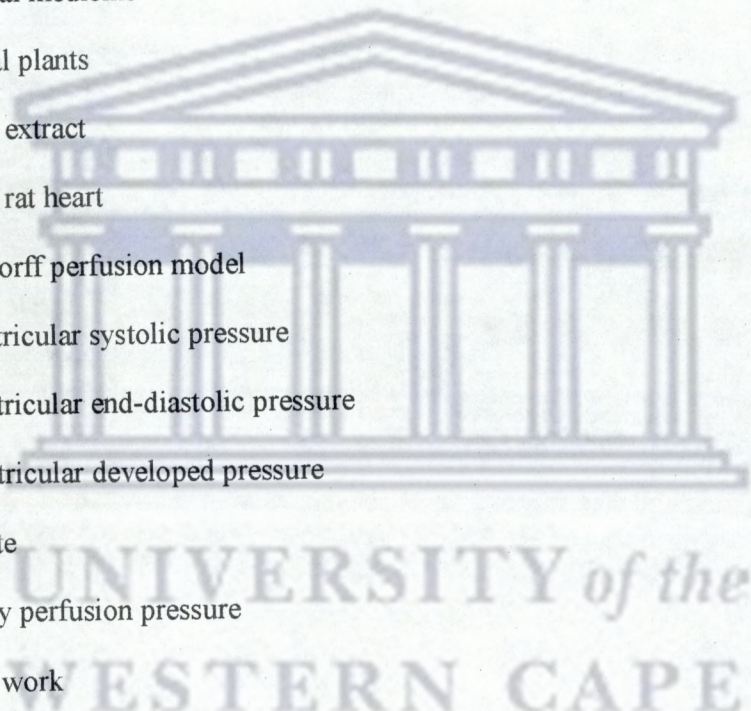 l plants
extract
rat heart
orff perfusion model
tricular systolic pressure
tricular end-diastolic pressure
tricular developed pressure
te
UNIVERSITY of the
y perfusion pressure
WESTERN CAPE
work